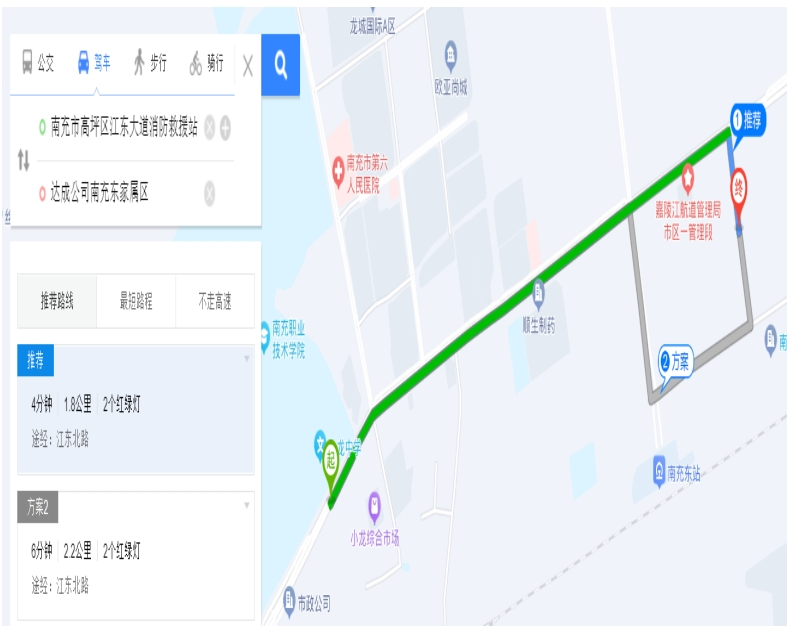 公交
驾车
步行
骑行
南充市高坪区江东大道消防救援站
达成公司南充东家属区
推荐路线
最短路程
不走高速
推荐
4分钟 1.8公里 2个红绿灯
途经：江东北路
方案2
6分钟 2.2公里 2个红绿灯
途经：江东北路
龙城国际A区
欧亚尚城
南充市第六
人民医院
1 推荐
终
嘉陵江航道管理局
市区一管理段
顺生制药
南充职业
技术学院
2 方案
南
文
龙中学
起
南充东站
小龙综合市场
市政公司